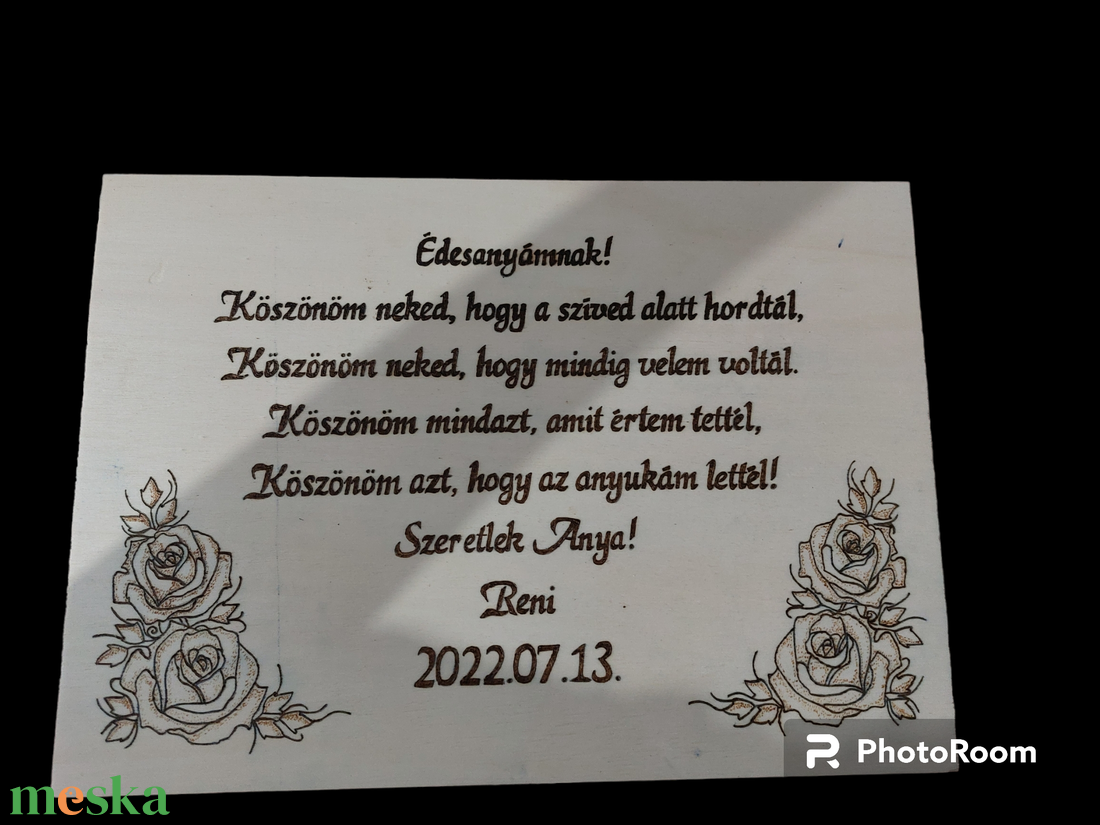 Édesanyámnak!
Köszönöm neked, hogy a szíved alatt hordtál,
Köszönöm neked, hogy mindig velem voltál.
Köszönöm mindazt, amit értem tettél,
Köszönöm azt, hogy az anyukám lettél!
Szeretlek Anya!
Reni
2022.07.13.
PhotoRoom
meska